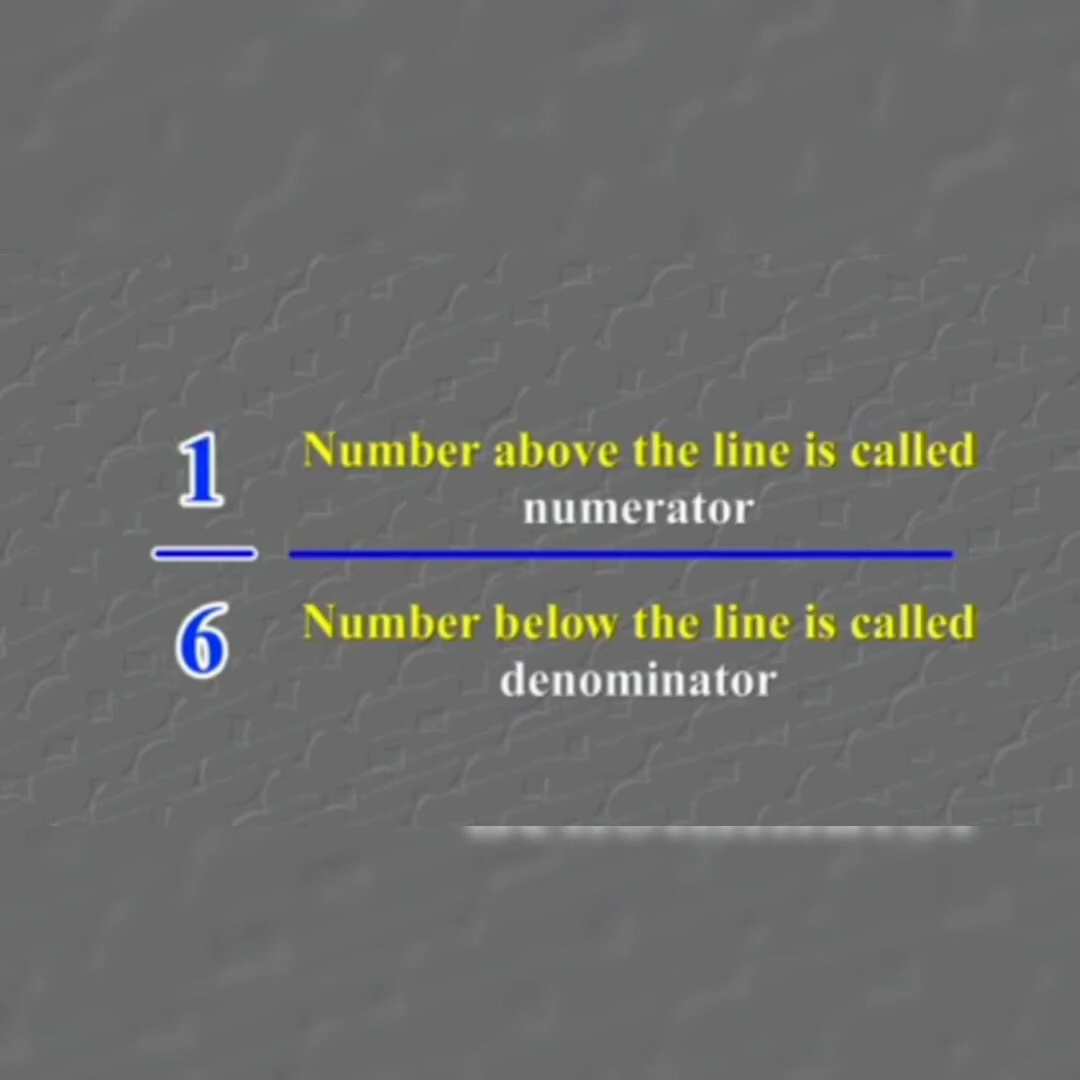 1
Number above the line is called
numerator
6
Number below the line is called
denominator